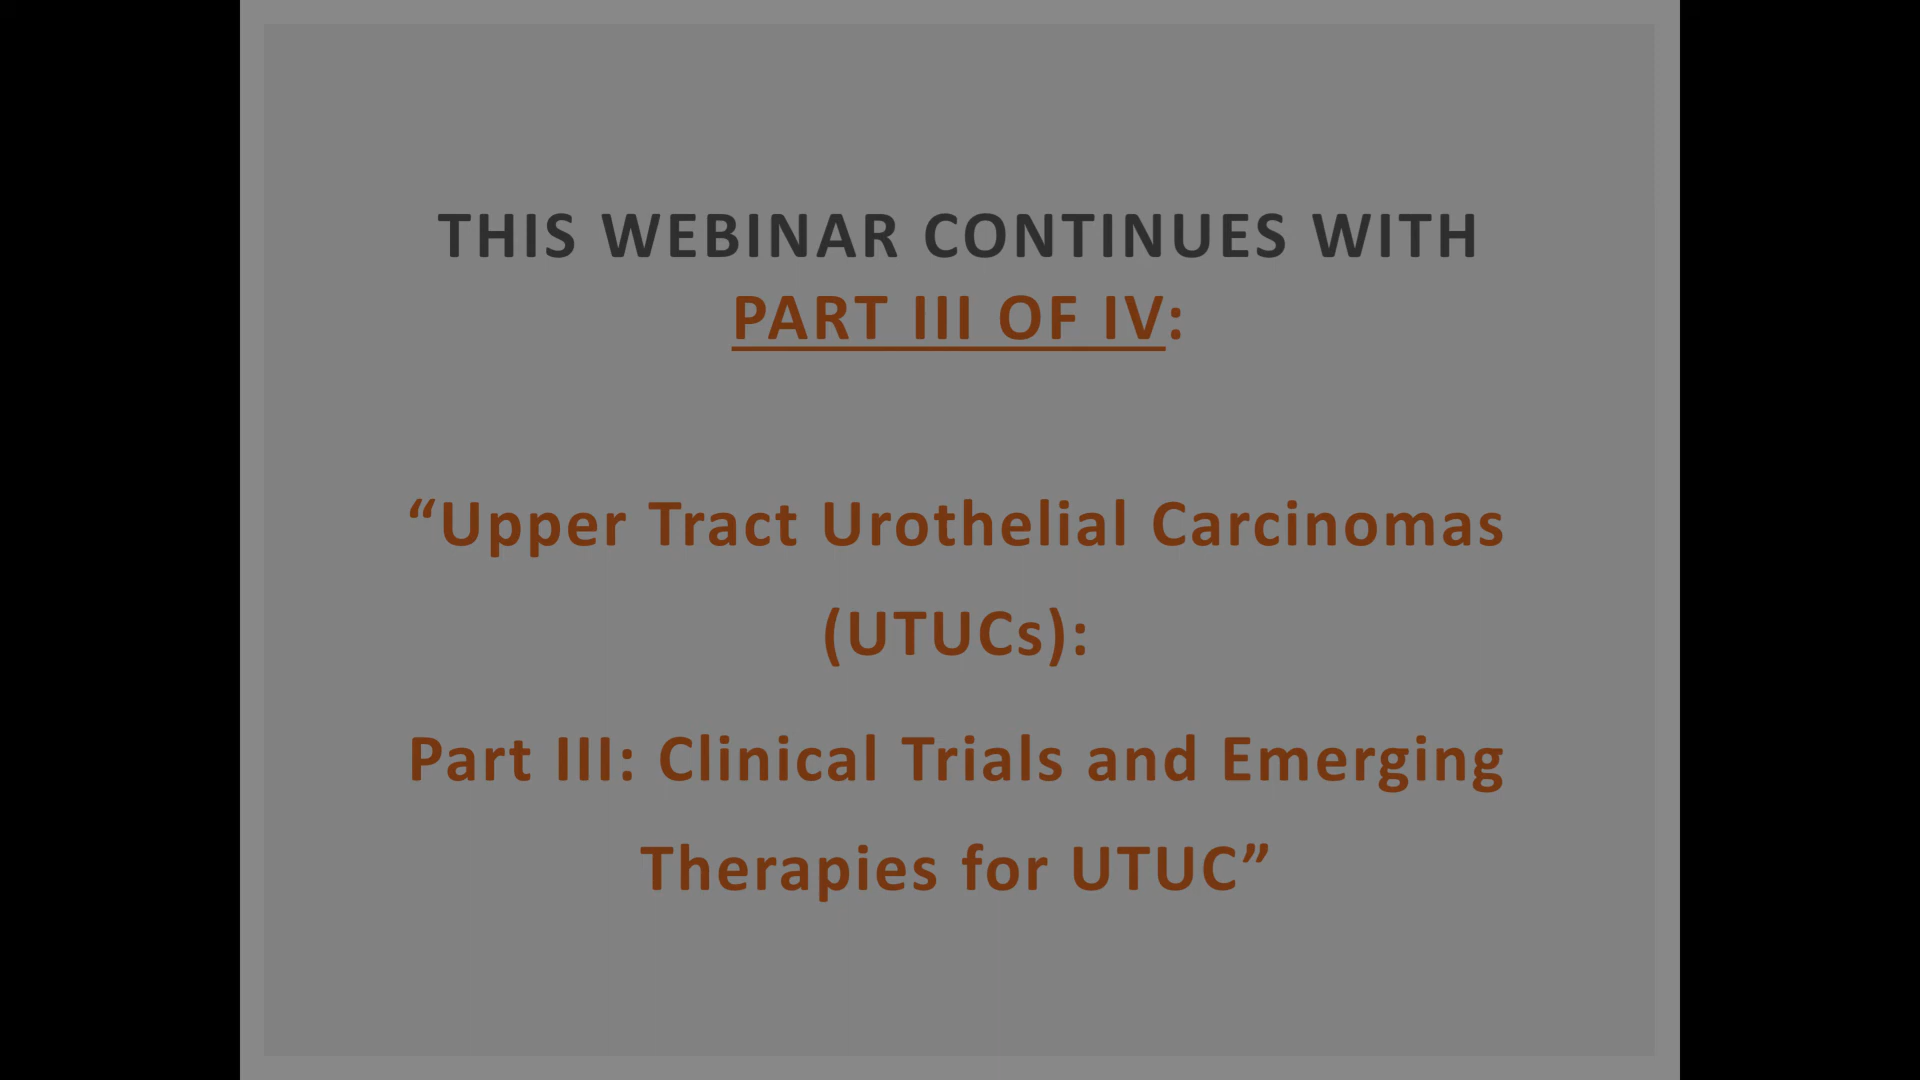 THIS WEBINAR CONTINUES WITH
PART III OF IV:
“Upper Tract Urothelial Carcinomas
(UTUCs):
Part III: Clinical Trials and Emerging
Therapies for UTUC”